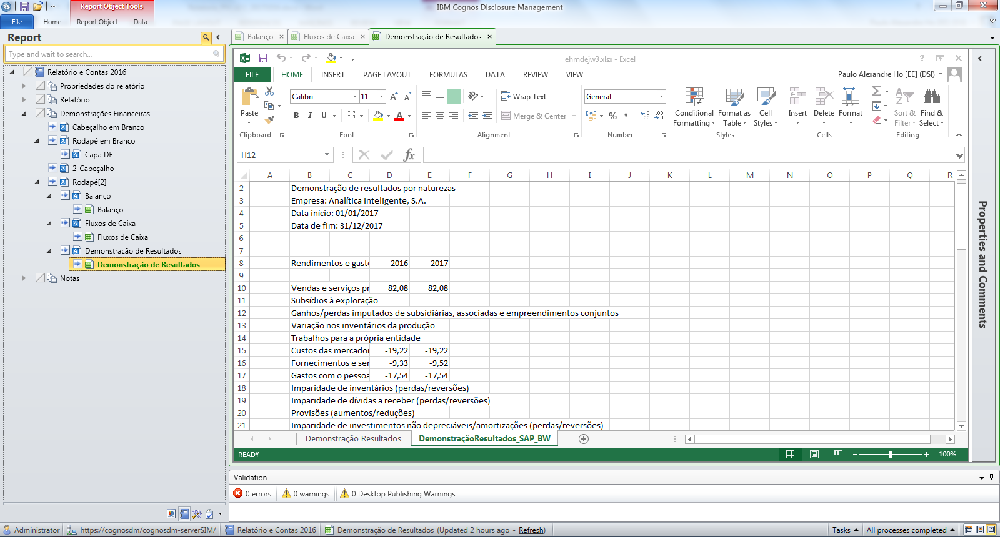 Report Object Tools
IBM Cognos Disclosure Management
File
Home
Report Object
Data
Report
Type and wait to search...
Relatório e Contas 2016
Propriedades do relatório
Relatório
Demonstrações Financeiras
Cabeçalho em Branco
Rodapé em Branco
Capa DF
2_Cabeçalho
Rodapé[2]
Balanço
Balanço
Fluxos de Caixa
Fluxos de Caixa
Demonstração de Resultados
Demonstração de Resultados
Notas
Balanço
Fluxos de Caixa
Demonstração de Resultados
ehmdejw3.xlsx - Excel
FILE HOME INSERT PAGE LAYOUT FORMULAS DATA REVIEW VIEW
Paulo Alexandre Ho [EE] (DSI)
Paste
Clipboard
Calibri 11
B I U
Font
Wrap Text
Merge & Center
Alignment
General
% ,
Number
Conditional Formatting
Format as Table
Cell Styles
Styles
Insert Delete Format
Cells
Sort & Filter
Find & Select
Editing
H12
fx
A B C D E F G H I J K L M N O P Q R
2 Demonstração de resultados por naturezas
3 Empresa: Analítica Inteligente, S.A.
4 Data início: 01/01/2017
5 Data de fim: 31/12/2017
6
7
8 Rendimentos e gasto 2016 2017
9
10 Vendas e serviços pr 82,08 82,08
11 Subsídios à exploração
12 Ganhos/perdas imputados de subsidiárias, associadas e empreendimentos conjuntos
13 Variação nos inventários da produção
14 Trabalhos para a própria entidade
15 Custos das mercador -19,22 -19,22
16 Fornecimentos e ser -9,33 -9,52
17 Gastos com o pessoa -17,54 -17,54
18 Imparidade de inventários (perdas/reversões)
19 Imparidade de dívidas a receber (perdas/reversões)
20 Provisões (aumentos/reduções)
21 Imparidade de investimentos não depreciáveis/amortizações (perdas/reversões)
Demonstração Resultados
DemonstraçãoResultados_SAP_BW
READY
100%
Properties and Comments
Validation
0 errors
0 warnings
0 Desktop Publishing Warnings
Administrator
https://cognosdm/cognosdm-serverSIM/
Relatório e Contas 2016
Demonstração de Resultados (Updated 2 hours ago - Refresh)
Tasks
All processes completed